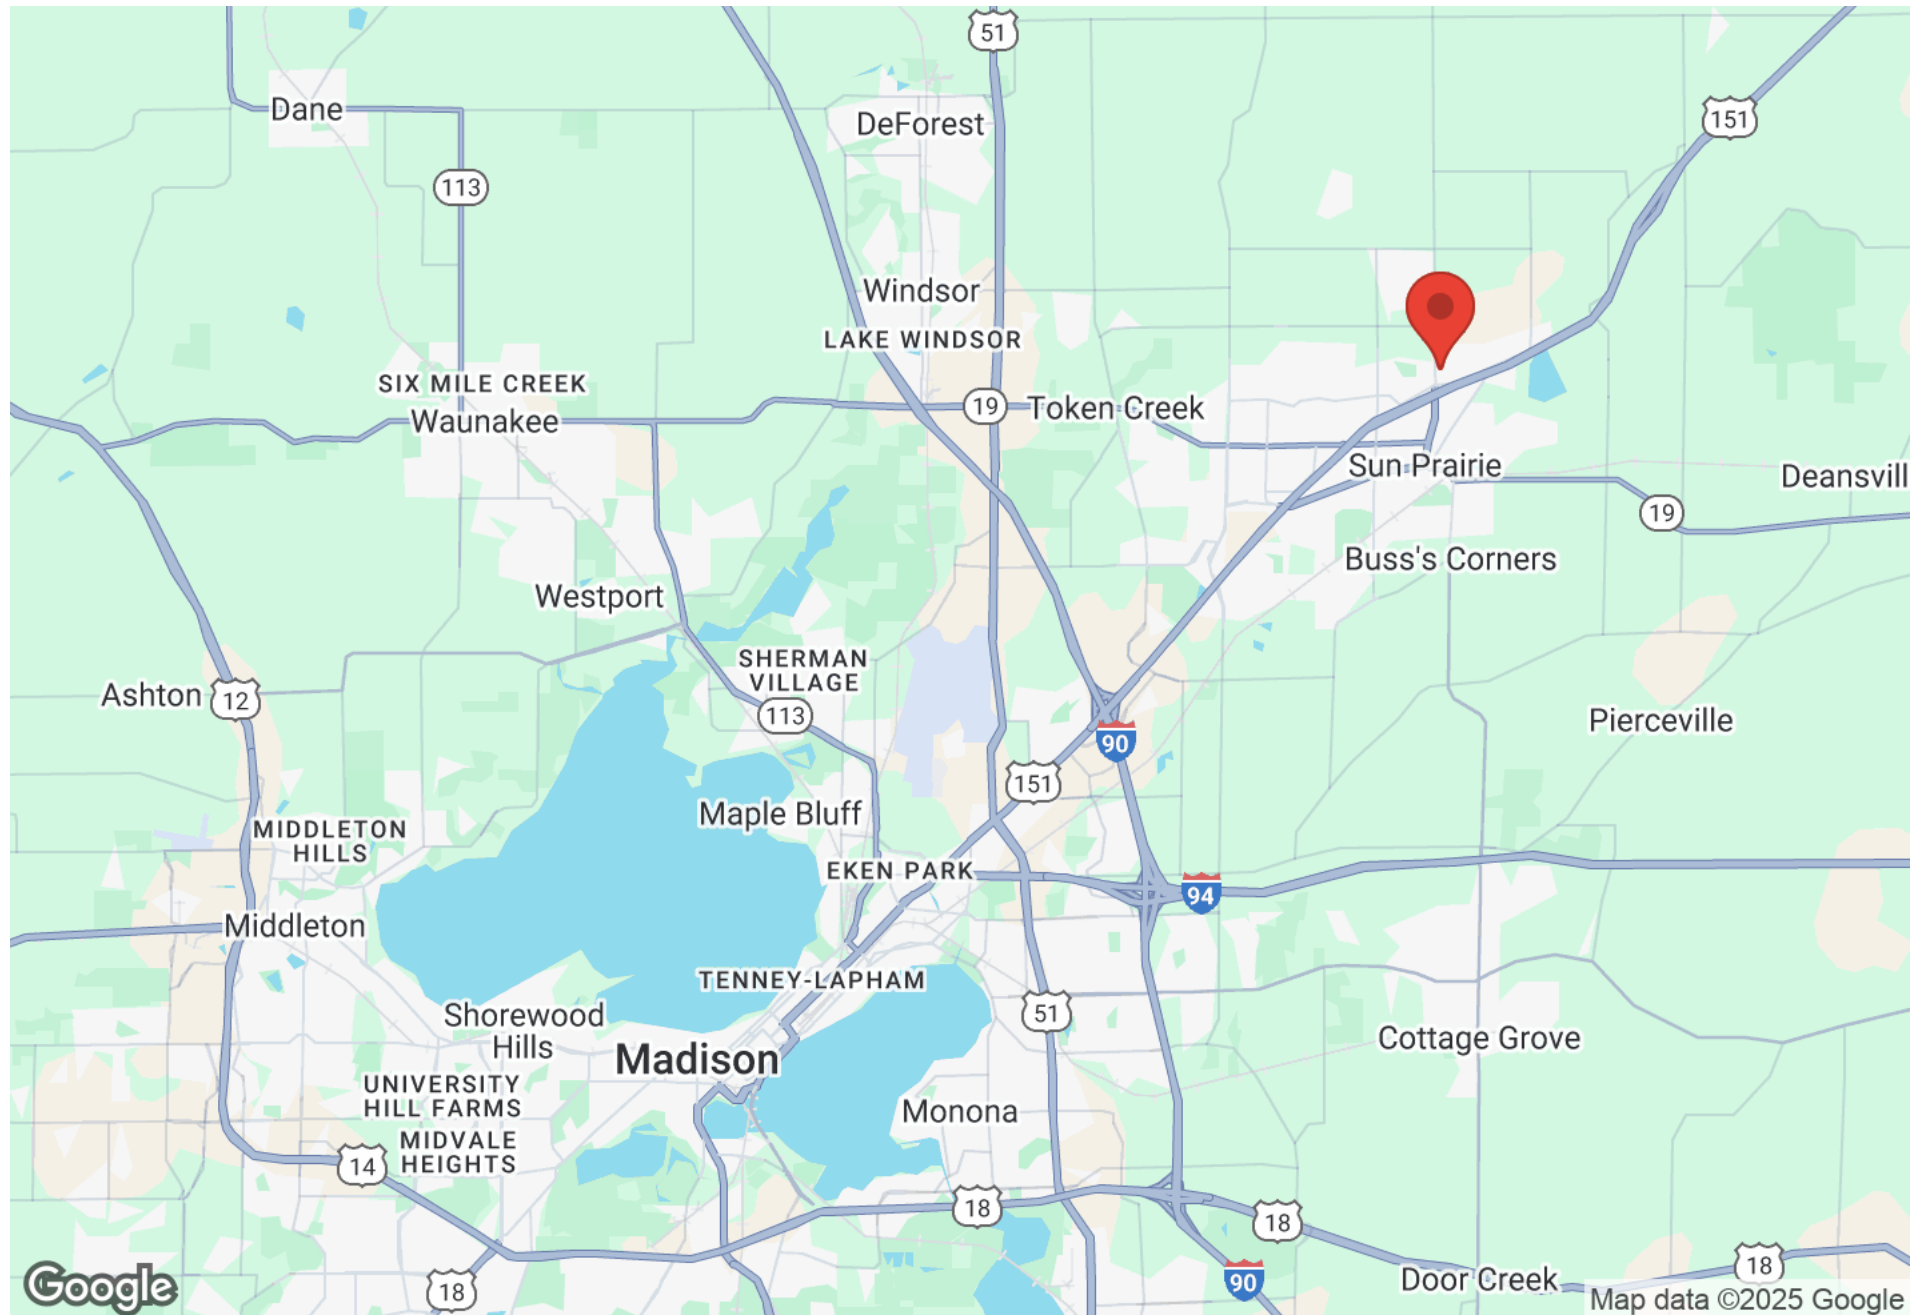 51
Dane
DeForest
151
113
Windsor
LAKE WINDSOR
SIX MILE CREEK
Waunakee
19
Token Creek
Sun Prairie
Deansvill
19
Buss's Corners
Westport
SHERMAN
VILLAGE
Ashton
12
113
Pierceville
90
151
Maple Bluff
MIDDLETON
HILLS
EKEN PARK
94
Middleton
TENNEY-LAPHAM
Shorewood
Hills
51
Madison
Cottage Grove
UNIVERSITY
HILL FARMS
Monona
MIDVALE
HEIGHTS
14
18
18
18
Door Creek
90
18
Google
Map data ©2025 Google